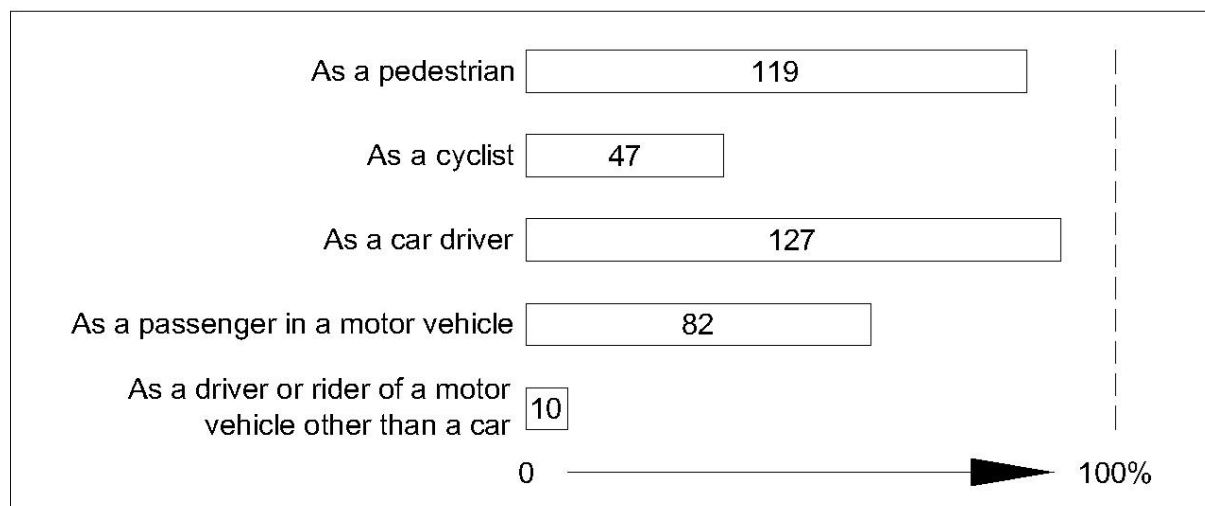 As a pedestrian
119
As a cyclist
47
As a car driver
127
As a passenger in a motor vehicle
82
As a driver or rider of a motor
vehicle other than a car
10
0
100%